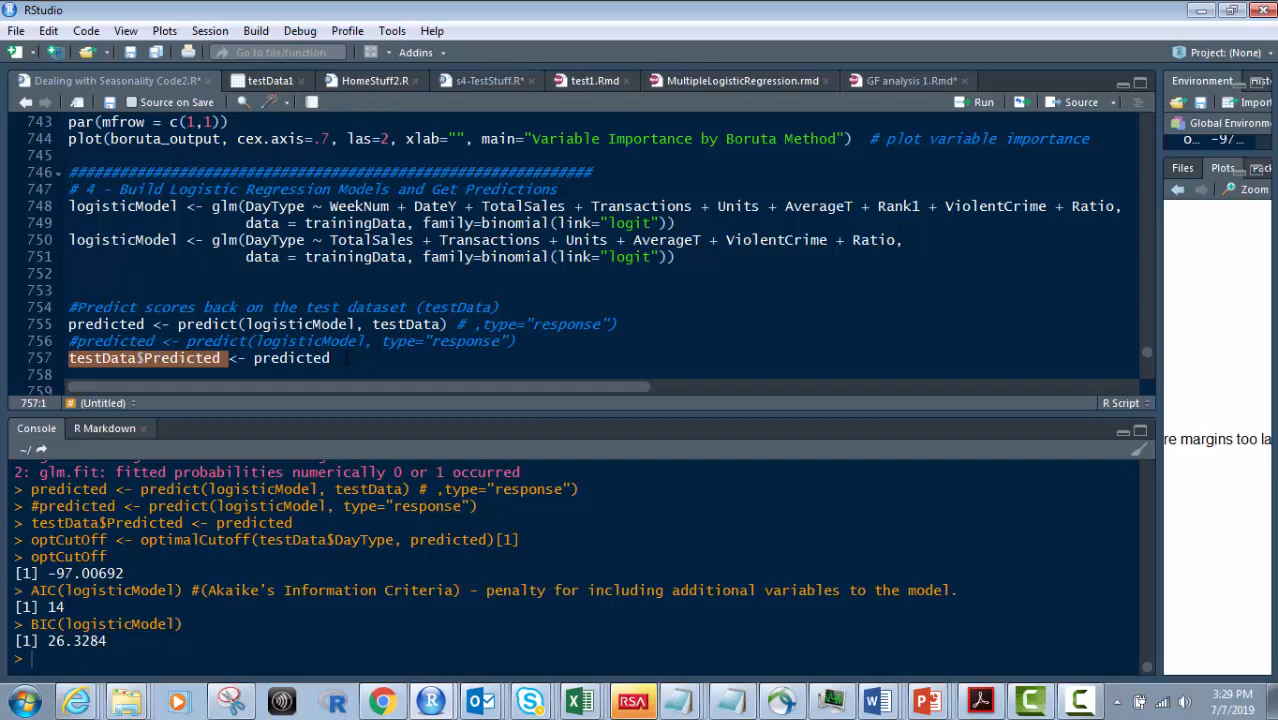 RStudio
File Edit Code View Plots Session Build Debug Profile Tools Help
Go to file/function Addins Project: (None)
Dealing with Seasonality Code2.R* testData1 HomeStuff2.R s4-TestStuff.R* test1.Rmd MultipleLogisticRegression.rmd GF analysis 1.Rmd* Environment
Source on Save Run Source Import
743 par(mfrow = c(1,1))
744 plot(boruta_output, cex.axis=.7, las=2, xlab="", main="Variable Importance by Boruta Method") # plot variable importance
745
746 #############################################################
747 # 4 - Build Logistic Regression Models and Get Predictions
748 logisticModel <- glm(DayType ~ WeekNum + DateY + TotalSales + Transactions + Units + AverageT + Rank1 + ViolentCrime + Ratio,
749 data = trainingData, family=binomial(link="logit"))
750 logisticModel <- glm(DayType ~ TotalSales + Transactions + Units + AverageT + ViolentCrime + Ratio,
751 data = trainingData, family=binomial(link="logit"))
752
753
754 #Predict scores back on the test dataset (testData)
755 predicted <- predict(logisticModel, testData) # ,type="response")
756 #predicted <- predict(logisticModel, type="response")
757 testData$Predicted <- predicted
758
759
757:1 (Untitled) R Script
Global Environment
o... -97...
Files Plots Pack
Zoom
re margins too la
Console R Markdown
~/
2: glm.fit: fitted probabilities numerically 0 or 1 occurred
> predicted <- predict(logisticModel, testData) # ,type="response")
> #predicted <- predict(logisticModel, type="response")
> testData$Predicted <- predicted
> optCutOff <- optimalCutoff(testData$DayType, predicted)[1]
> optCutOff
[1] -97.00692
> AIC(logisticModel) #(Akaike's Information Criteria) - penalty for including additional variables to the model.
[1] 14
> BIC(logisticModel)
[1] 26.3284
>
RSA
3:29 PM
7/7/2019